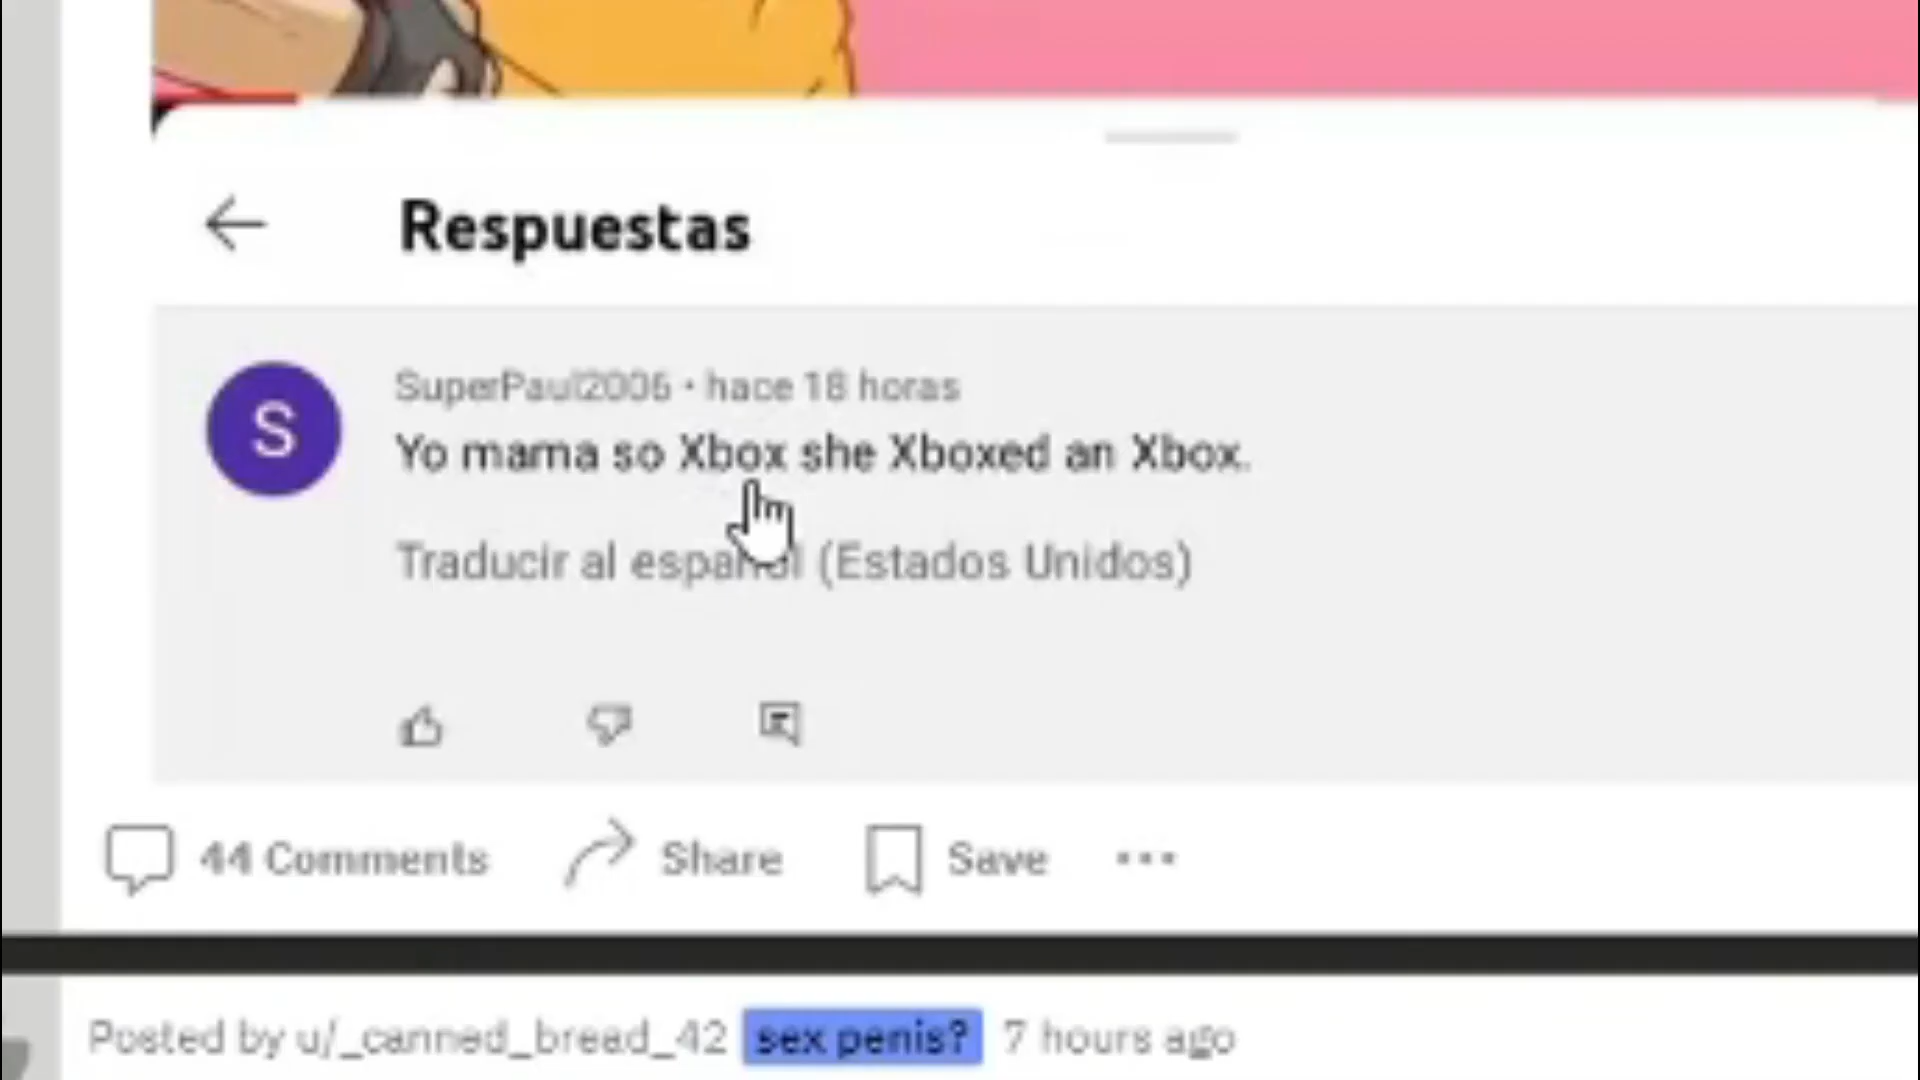 Respuestas
S
SuperPaul2006 • hace 18 horas
Yo mama so Xbox she Xboxed an Xbox.
Traducir al español (Estados Unidos)
44 Comments Share Save ...
Posted by u/_canned_bread_42 sex penis? 7 hours ago